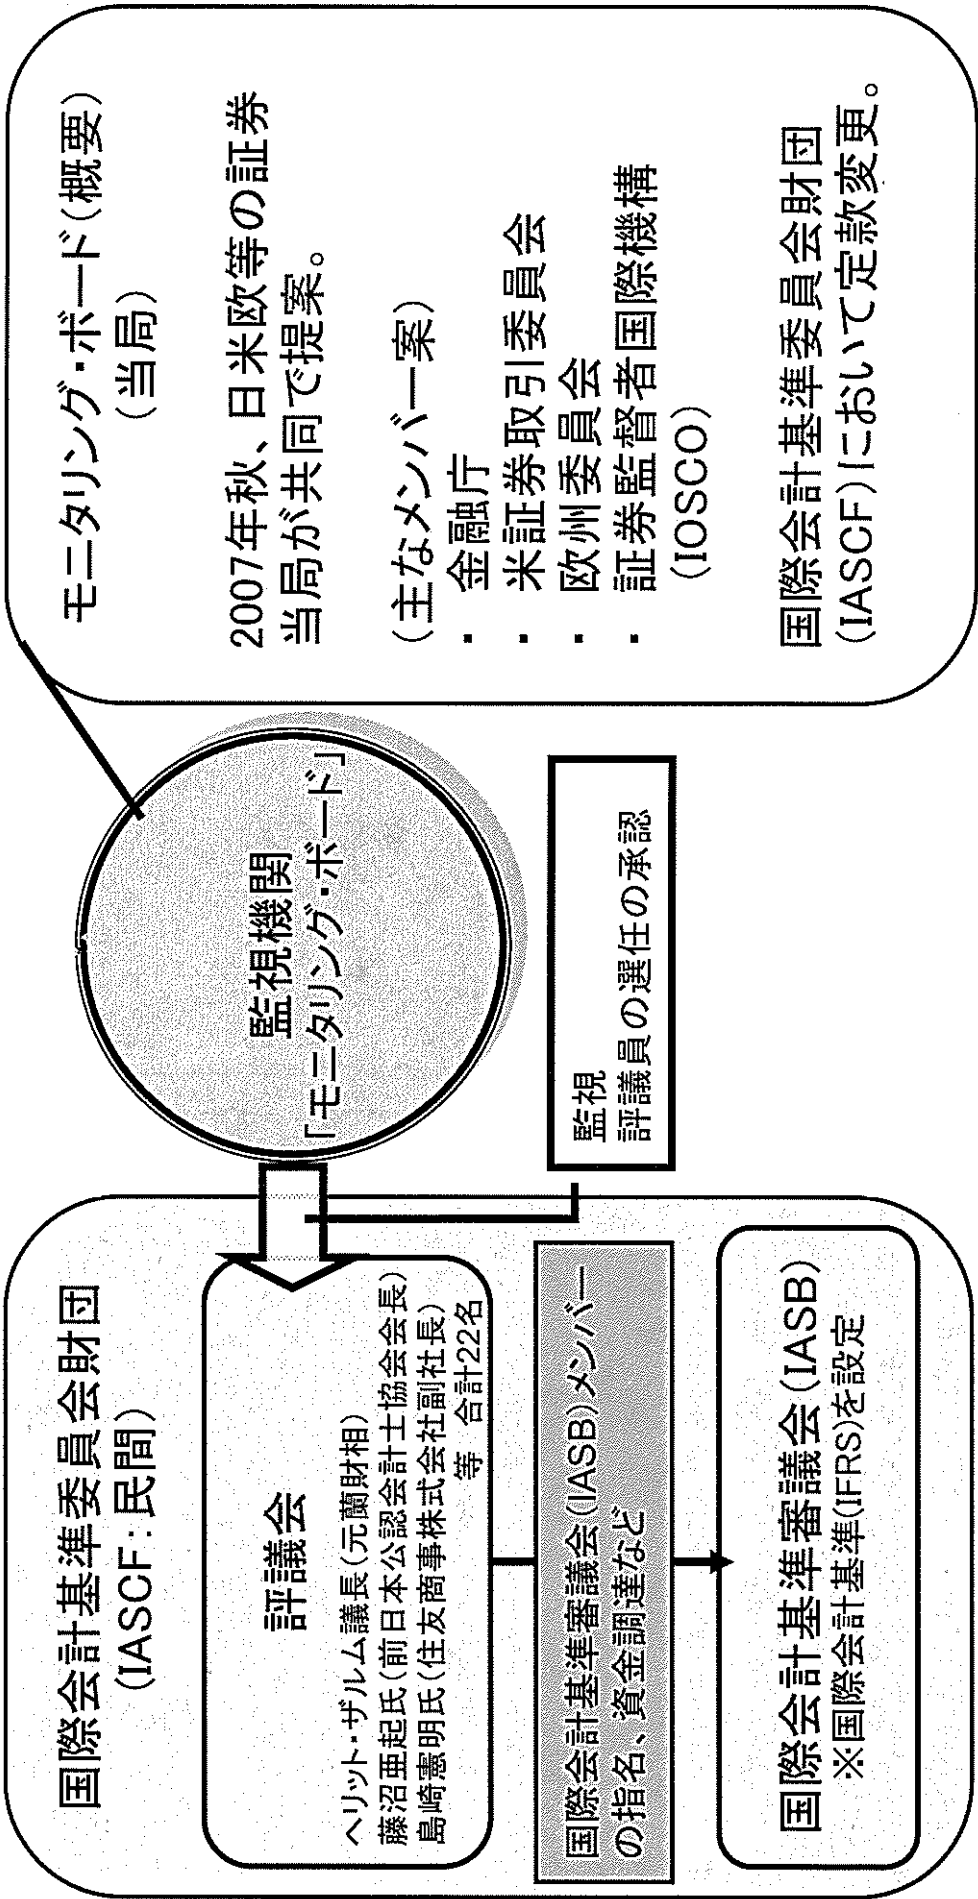 国際会計基準委員会財団
(IASCF:民間)
評議会
ヘリット・ザルム議長(元蘭財相)
藤沼亜起氏(前日本公認会計士協会会長)
島崎憲明氏(住友商事株式会社副社長)
等 合計22名
国際会計基準審議会(IASB)メンバー
の指名、資金調達など
国際会計基準審議会(IASB)
※国際会計基準(IFRS)を設定
監視機関
「モニタリング・ボード」
監視
評議員の選任の承認
モニタリング・ボード(概要)
(当局)
2007年秋、日米欧等の証券
当局が共同で提案。
(主なメンバー案)
・ 金融庁
・ 米証券取引委員会
・ 欧州委員会
・ 証券監督者国際機構
(IOSCO)
国際会計基準委員会財団
(IASCF)において定款変更。